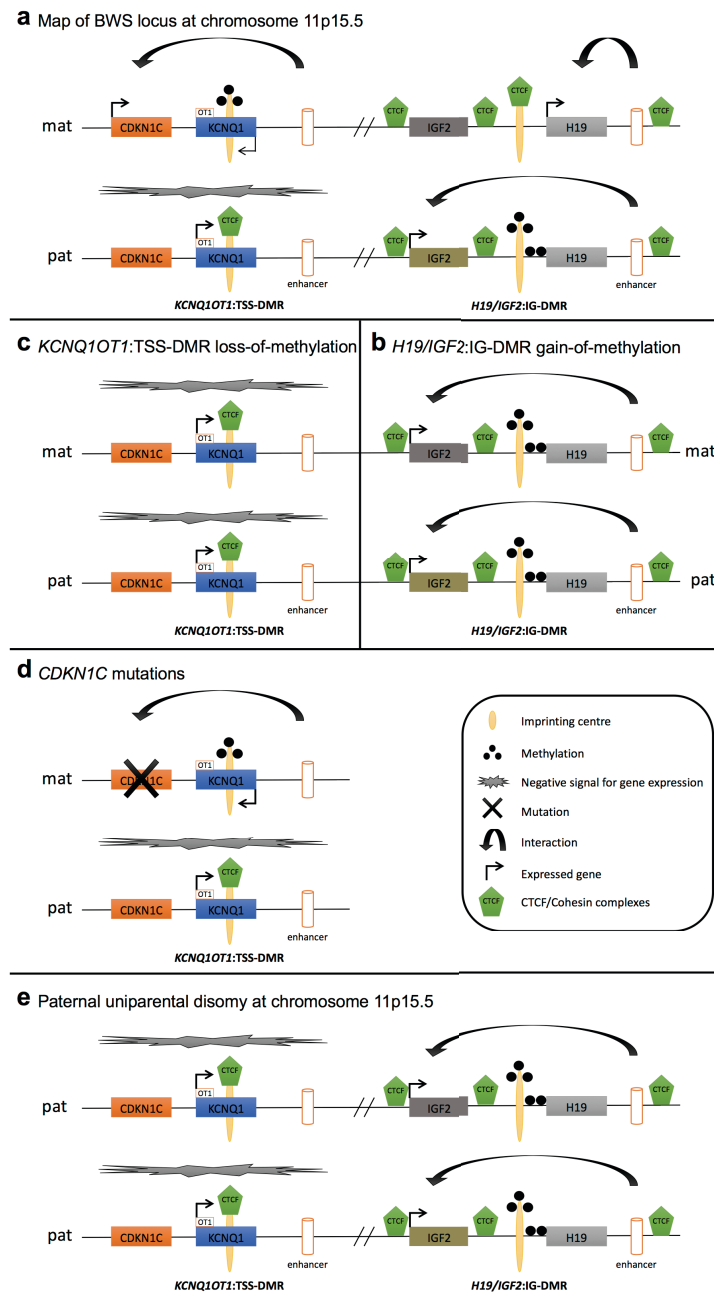 a Map of BWS locus at chromosome 11p15.5
CTCF
CTCF CTCF CTCF
OT1
mat CDKN1C KCNQ1 IGF2 H19
CTCF CTCF CTCF CTCF
OT1
pat CDKN1C KCNQ1 IGF2 H19
enhancer enhancer
KCNQ1OT1:TSS-DMR H19/IGF2:IG-DMR
c KCNQ1OT1:TSS-DMR loss-of-methylation
CTCF
OT1
mat CDKN1C KCNQ1
CTCF
OT1
pat CDKN1C KCNQ1
enhancer
KCNQ1OT1:TSS-DMR
b H19/IGF2:IG-DMR gain-of-methylation
CTCF CTCF CTCF
IGF2 H19 mat
CTCF CTCF CTCF
IGF2 H19 pat
enhancer
H19/IGF2:IG-DMR
d CDKN1C mutations
OT1
mat CDKN1C KCNQ1
CTCF
OT1
pat CDKN1C KCNQ1
enhancer
KCNQ1OT1:TSS-DMR
Imprinting centre
Methylation
Negative signal for gene expression
Mutation
Interaction
Expressed gene
CTCF CTCF/Cohesin complexes
e Paternal uniparental disomy at chromosome 11p15.5
CTCF CTCF CTCF CTCF
OT1
pat CDKN1C KCNQ1 IGF2 H19
CTCF CTCF CTCF CTCF
OT1
pat CDKN1C KCNQ1 IGF2 H19
enhancer enhancer
KCNQ1OT1:TSS-DMR H19/IGF2:IG-DMR